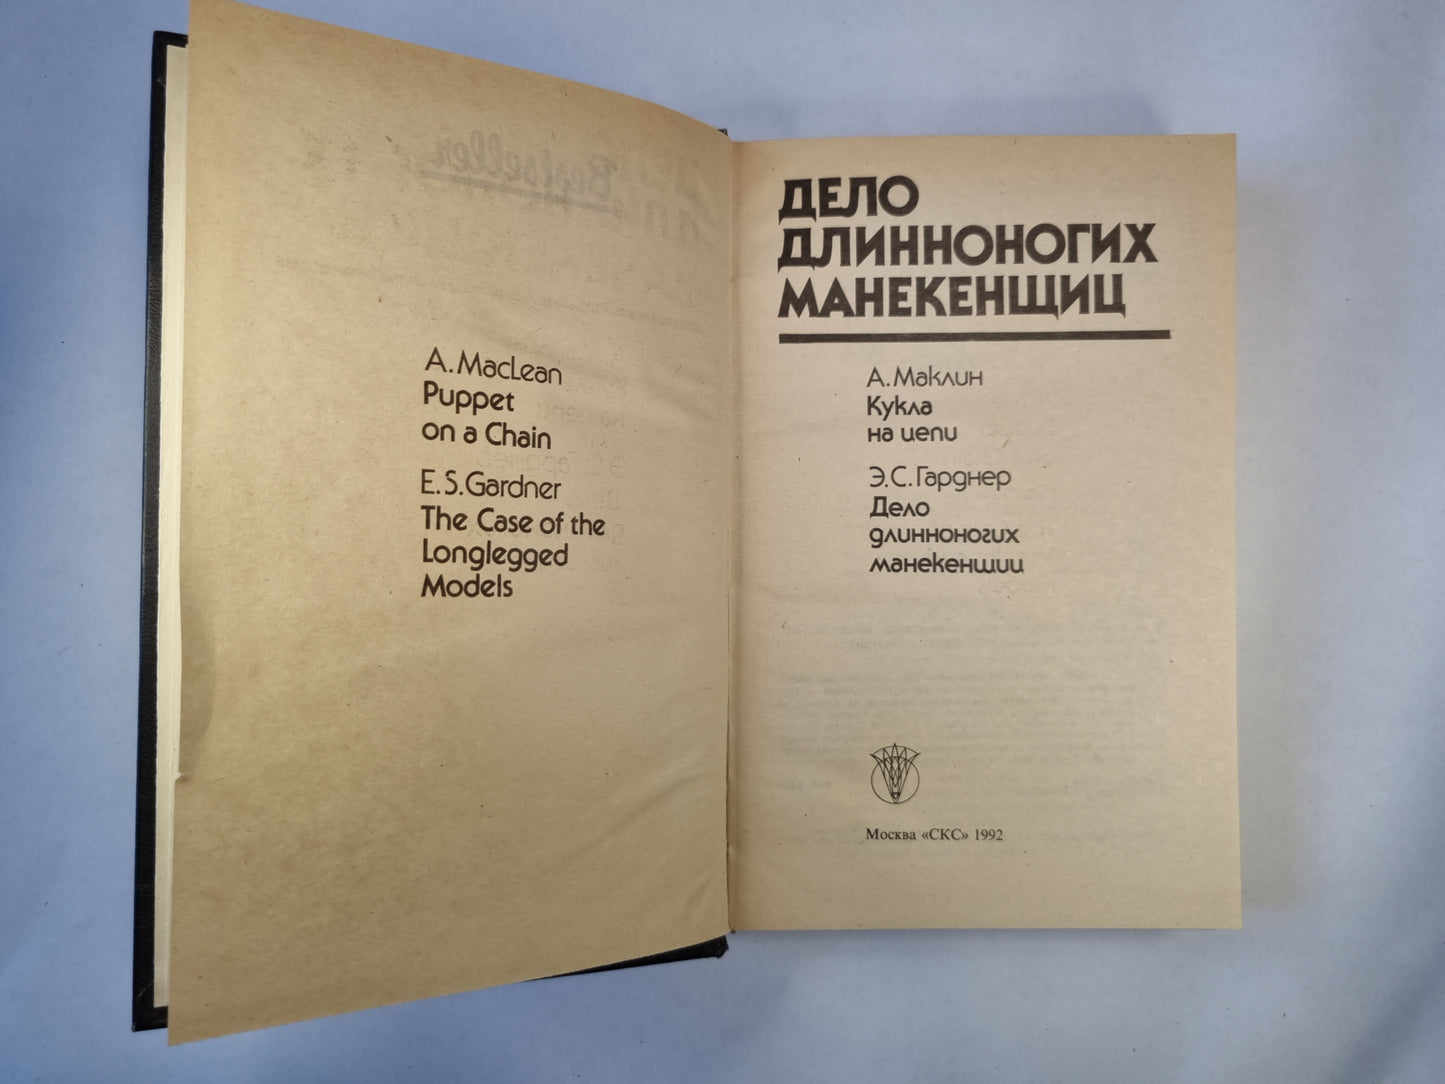 Bestseller
A. MacLean
Puppet
on a Chain
E. S. Gardner
The Case of the
Longlegged
Models
ДЕЛО
ДЛИННОНОГИХ
МАНЕКЕНЩИЦ
А. Маклин
Кукла
на цепи
Э. С. Гарднер
Дело
длинноногих
манекенщиц
Москва «СКС» 1992